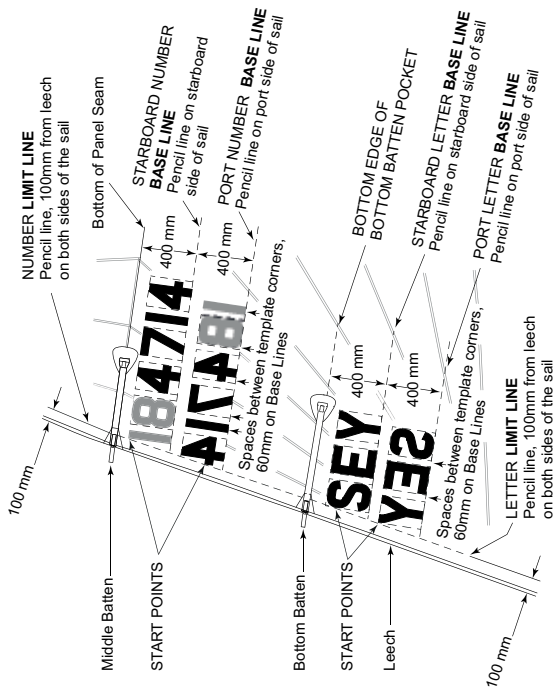 NUMBER LIMIT LINE
Pencil line, 100mm from leech
on both sides of the sail
Bottom of Panel Seam
STARBOARD NUMBER
BASE LINE
Pencil line on starboard
side of sail
PORT NUMBER BASE LINE
Pencil line on port side of sail
100 mm
Middle Batten
START POINTS
184714
400 mm
184714
400 mm
Spaces between template corners,
60mm on Base Lines
BOTTOM EDGE OF
BOTTOM BATTEN POCKET
STARBOARD LETTER BASE LINE
Pencil line on starboard side of sail
PORT LETTER BASE LINE
Pencil line on port side of sail
Bottom Batten
START POINTS
Leech
SEY
400 mm
SEY
400 mm
Spaces between template corners,
60mm on Base Lines
LETTER LIMIT LINE
Pencil line, 100mm from leech
on both sides of the sail
100 mm